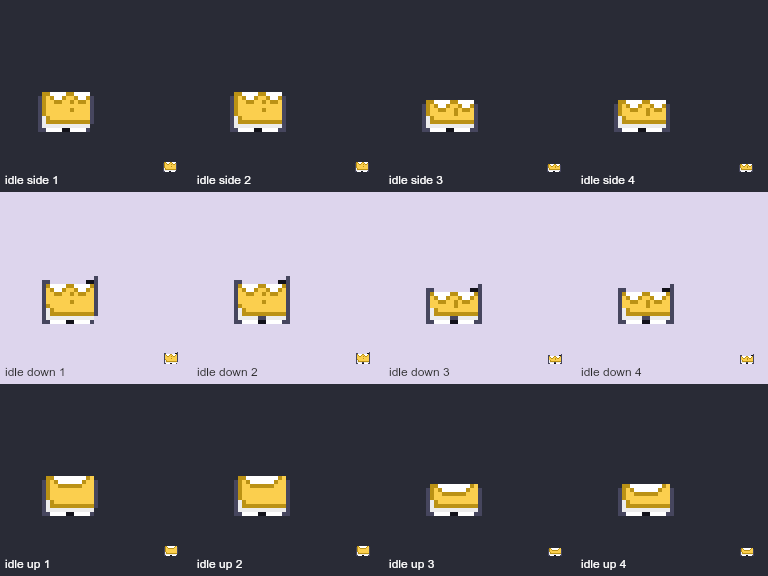 idle side 1
idle side 2
idle side 3
idle side 4
idle down 1
idle down 2
idle down 3
idle down 4
idle up 1
idle up 2
idle up 3
idle up 4